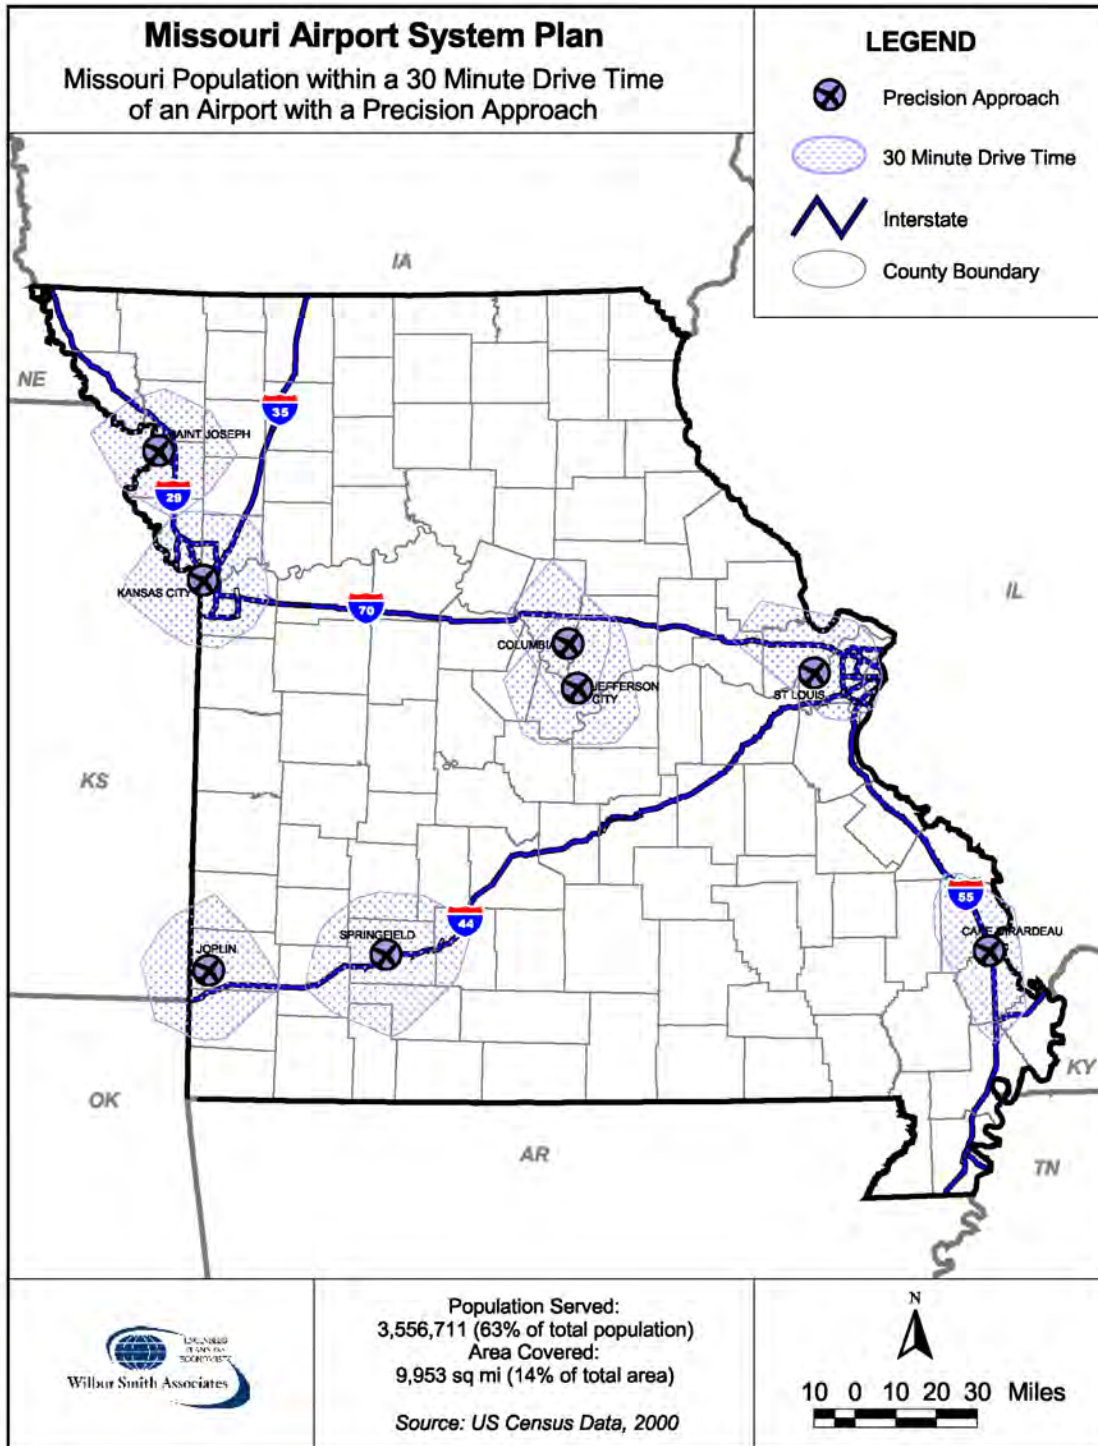 Missouri Airport System Plan
Missouri Population within a 30 Minute Drive Time
of an Airport with a Precision Approach
LEGEND
Precision Approach
30 Minute Drive Time
Interstate
County Boundary
IA
NE
35
SAINT JOSEPH
29
KANSAS CITY
70
IL
COLUMBIA
JEFFERSON
CITY
ST LOUIS
KS
55
44
CAPE GIRARDEAU
SPRINGFIELD
JOPLIN
KY
OK
AR
TN
ENGINEERS
PLANNERS
ECONOMISTS
Wilbur Smith Associates
Population Served:
3,556,711 (63% of total population)
Area Covered:
9,953 sq mi (14% of total area)
Source: US Census Data, 2000
N
10 0 10 20 30 Miles